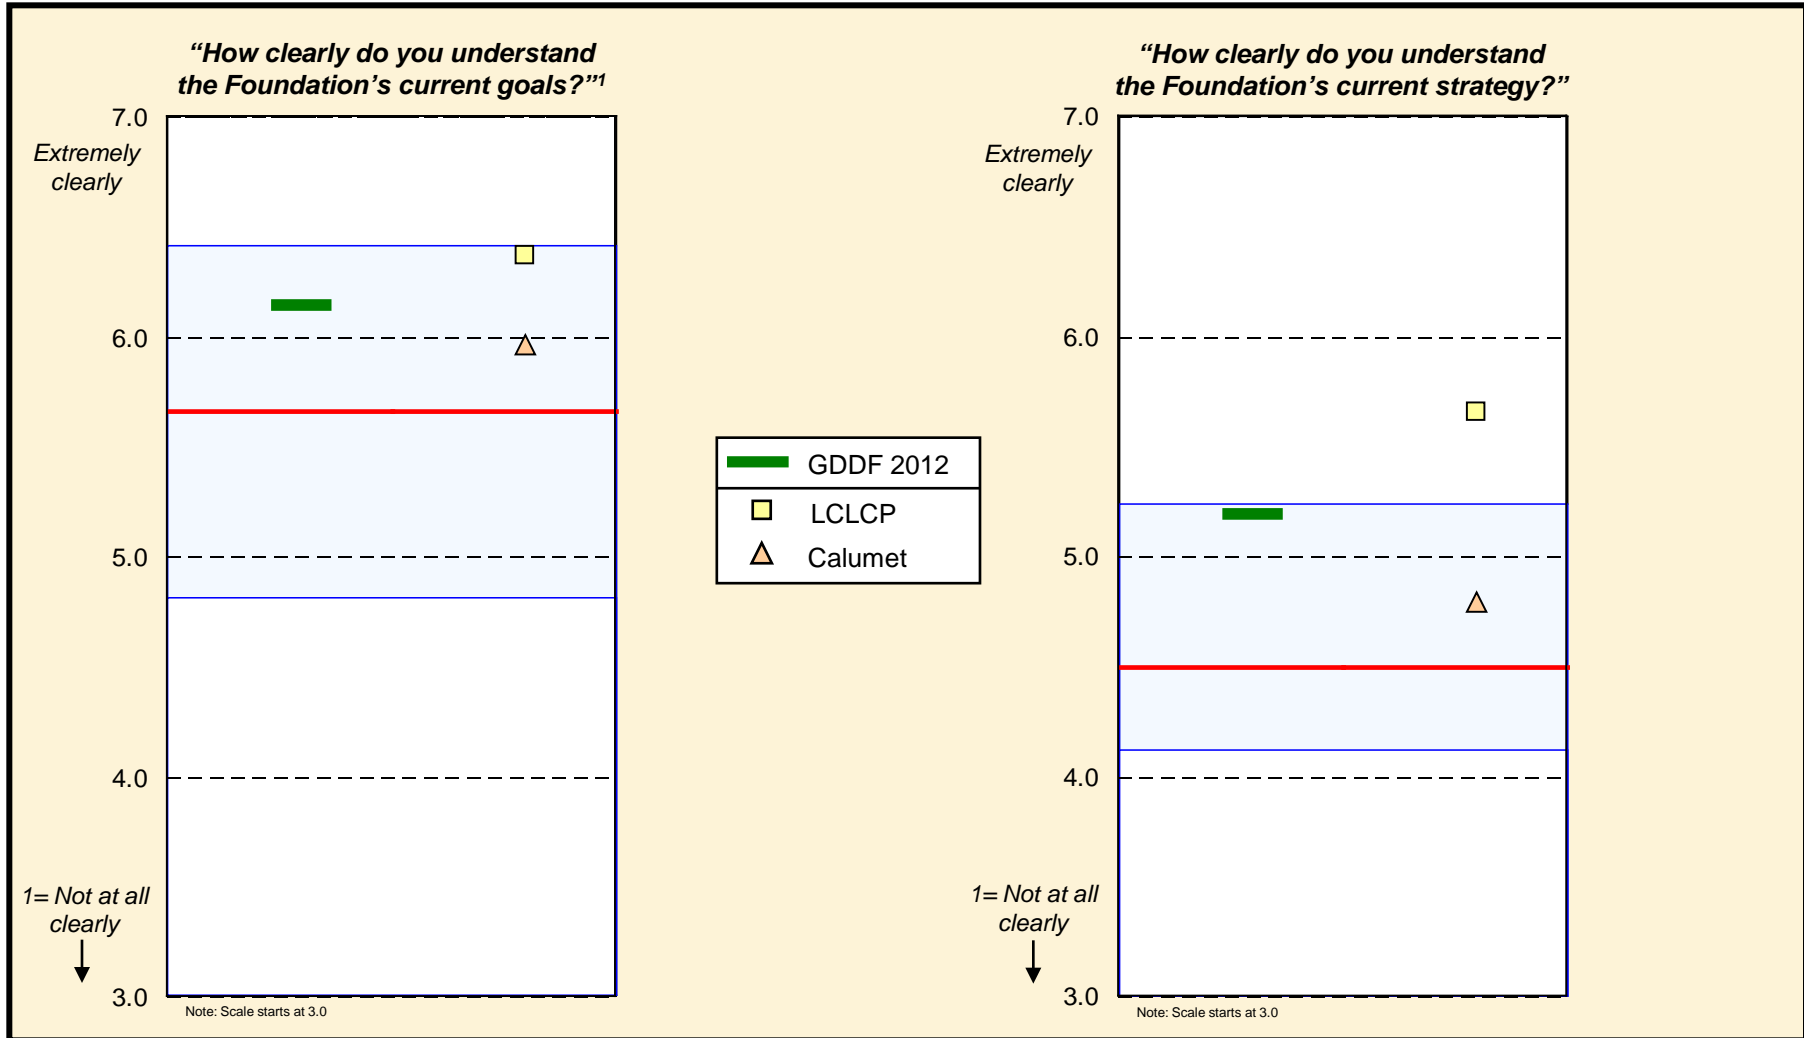 “How clearly do you understand
the Foundation’s current goals?”1
7.0
Extremely
clearly
6.0
5.0
4.0
1= Not at all
clearly
3.0
Note: Scale starts at 3.0
GDDF 2012
LCLCP
Calumet
“How clearly do you understand
the Foundation’s current strategy?”
7.0
Extremely
clearly
6.0
5.0
4.0
1= Not at all
clearly
3.0
Note: Scale starts at 3.0